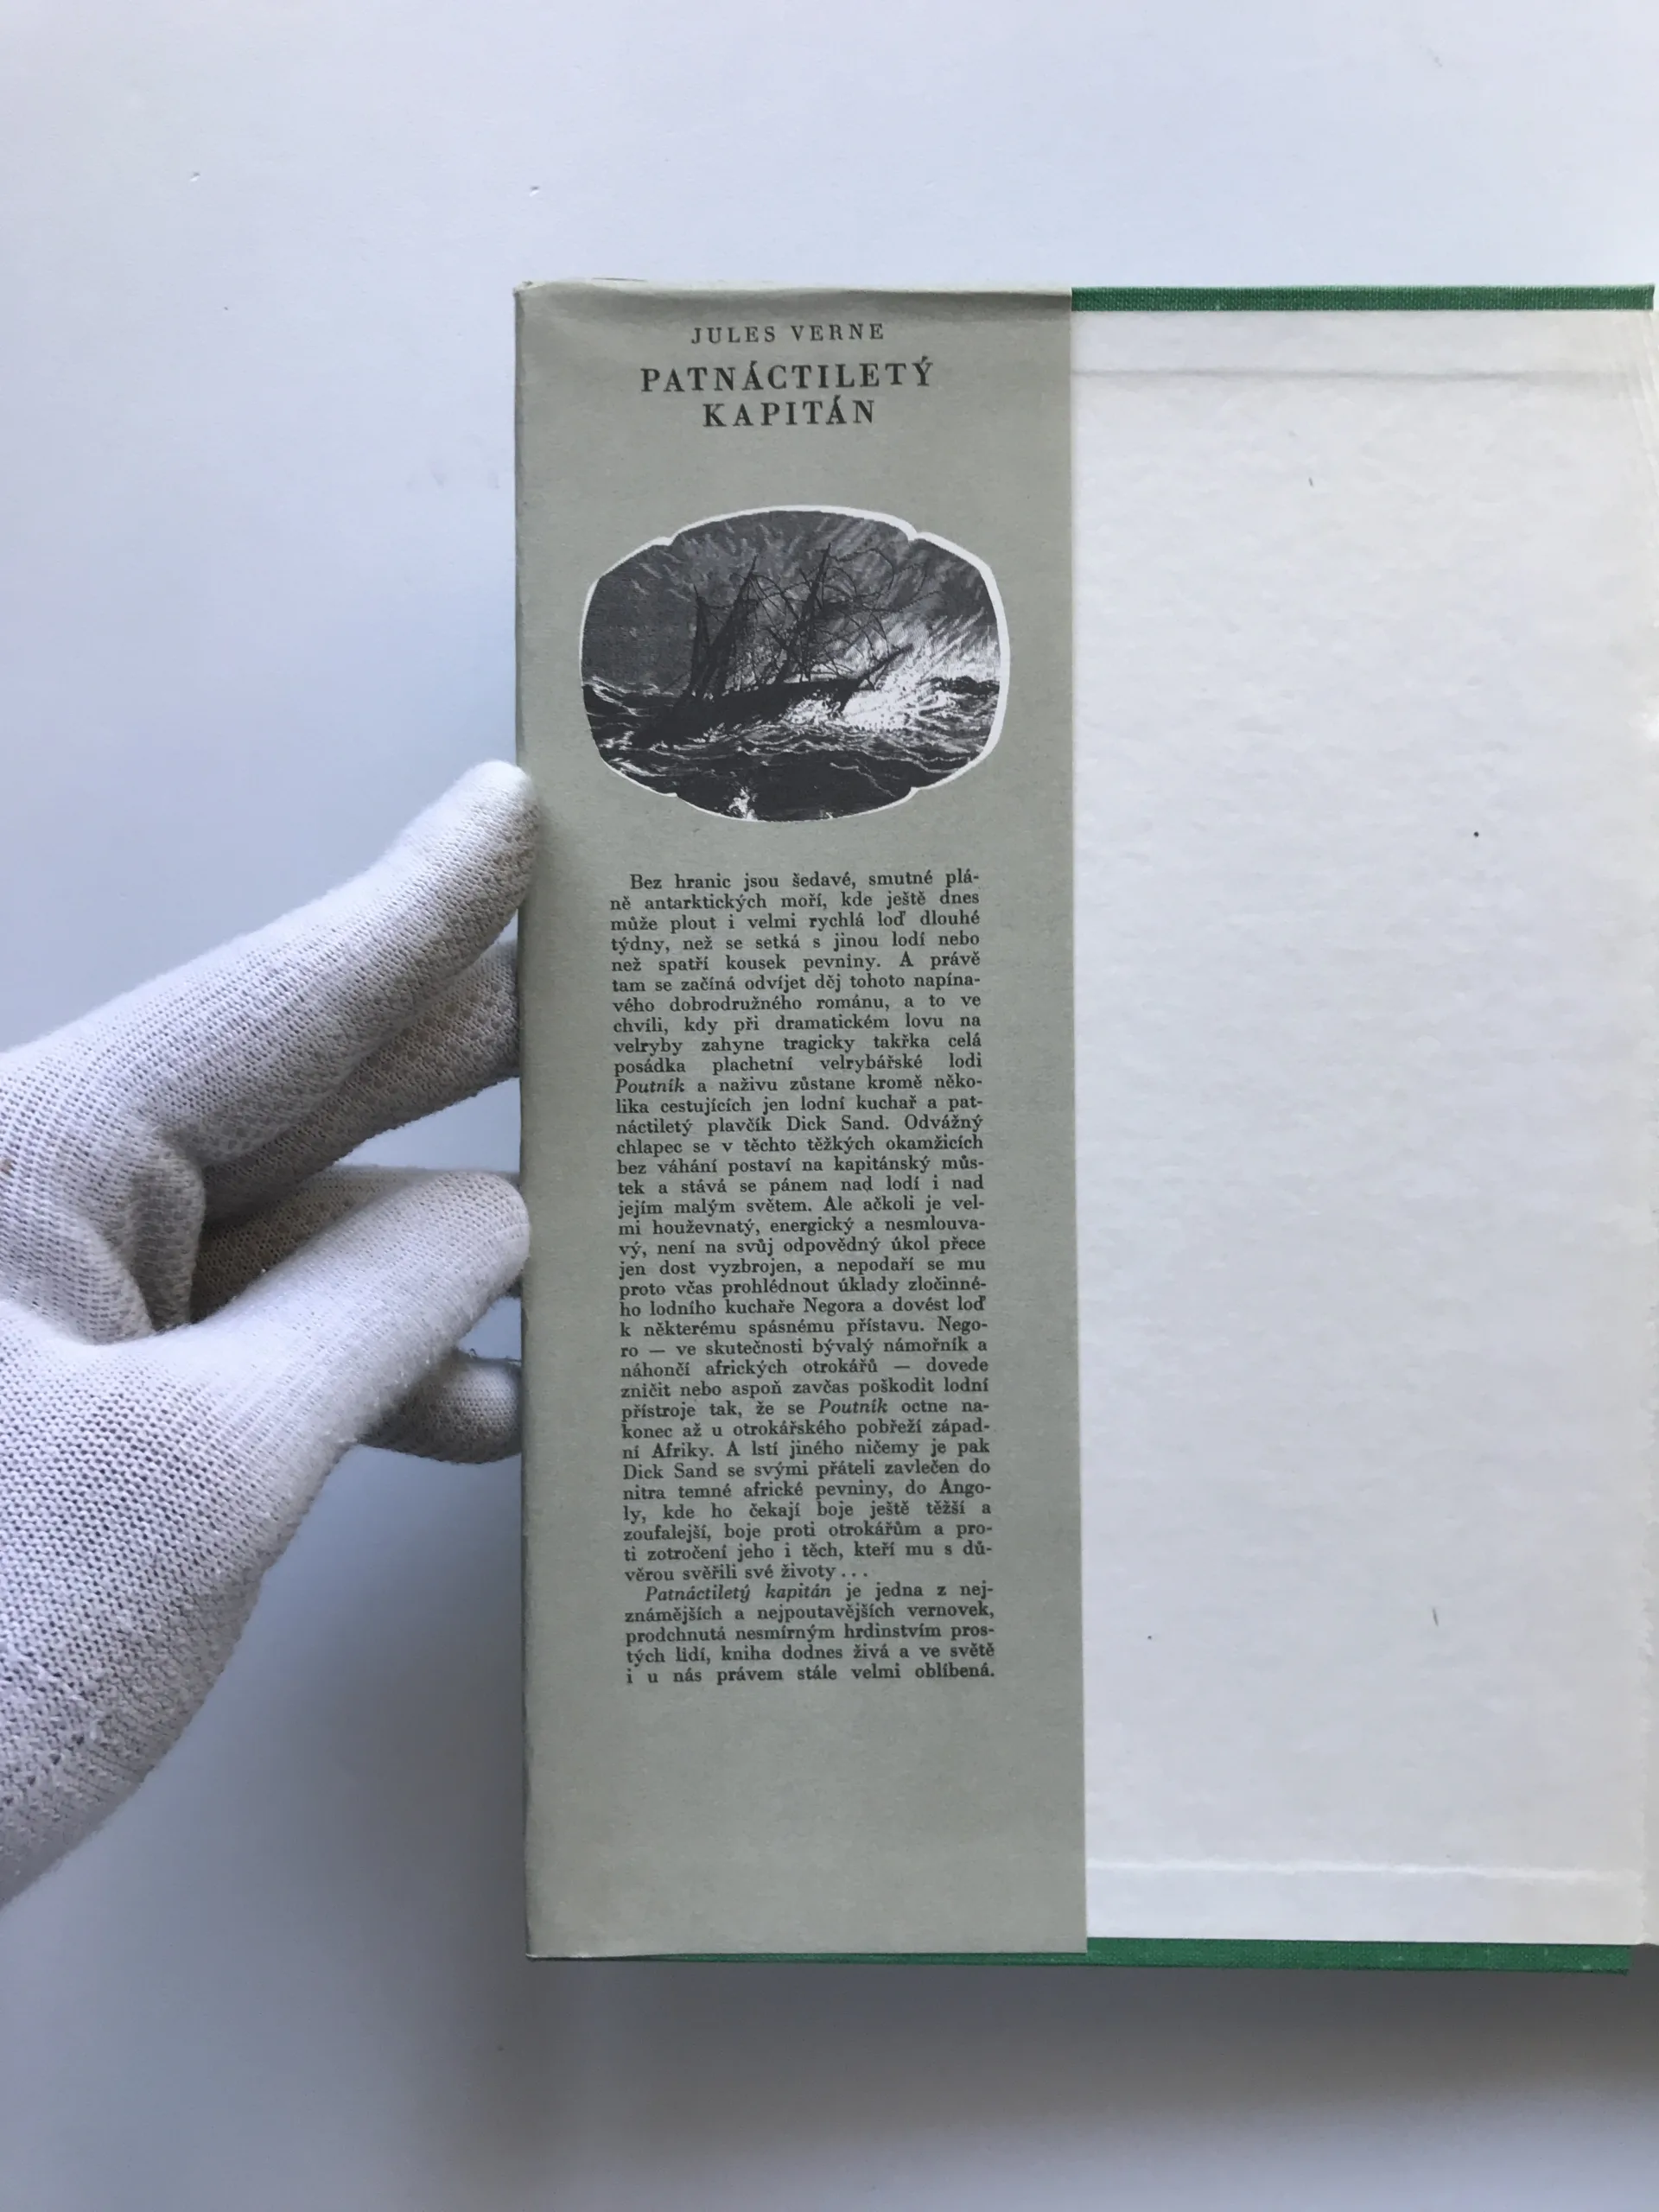 JULES VERNE
PATNÁCTILETÝ
KAPITÁN
Bez hranic jsou šedavé, smutné plá-
ně antarktických moří, kde ještě dnes
může plout i velmi rychlá loď dlouhé
týdny, než se setká s jinou lodí nebo
než spatří kousek pevniny. A právě
tam se začíná odvíjet děj tohoto napína-
vého dobrodružného románu, a to ve
chvíli, kdy při dramatickém lovu na
velryby zahyne tragicky takřka celá
posádka plachetní velrybářské lodi
Poutník a naživu zůstane kromě něko-
lika cestujících jen lodní kuchař a pat-
náctiletý plavčík Dick Sand. Odvážný
chlapec se v těchto těžkých okamžicích
bez váhání postaví na kapitánský můs-
tek a stává se pánem nad lodí i nad
jejím malým světem. Ale ačkoli je vel-
mi houževnatý, energický a nesmlouva-
vý, není na svůj odpovědný úkol přece
jen dost vyzbrojen, a nepodaří se mu
proto včas prohlédnout úklady zločinné-
ho lodního kuchaře Negora a dovést loď
k některému spásnému přístavu. Nego-
ro — ve skutečnosti bývalý námořník a
náhončí afrických otrokářů — dovede
zničit nebo aspoň zavčas poškodit lodní
přístroje tak, že se Poutník octne na-
konec až u otrokářského pobřeží západ-
ní Afriky. A lstí jiného ničemy je pak
Dick Sand se svými přáteli zavlečen do
nitra temné africké pevniny, do Ango-
ly, kde ho čekají boje ještě těžší a
zoufalejší, boje proti otrokářům a pro-
ti zotročení jeho i těch, kteří mu s dů-
věrou svěřili své životy...
Patnáctiletý kapitán je jedna z nej-
známějších a nejpoutavějších vernovek,
prodchnutá nesmírným hrdinstvím pros-
tých lidí, kniha dodnes živá a ve světě
i u nás právem stále velmi oblíbená.